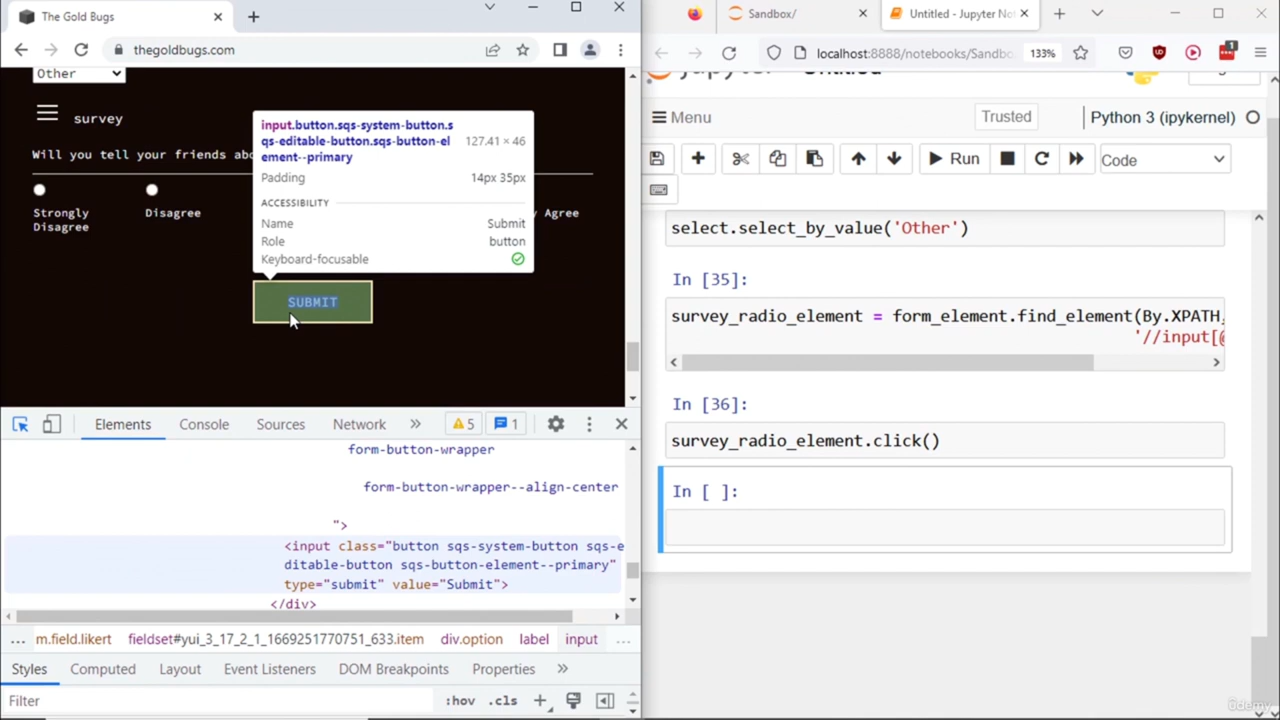 The Gold Bugs
Sandbox/
Untitled - Jupyter Not
thegoldbugs.com
localhost:8888/notebooks/Sandbo
133%
1
Other
survey
Will you tell your friends abo
Strongly
Disagree
Disagree
Agree
input.button.sqs-system-button.s
qs-editable-button.sqs-button-el
ement--primary
127.41 × 46
Padding
14px 35px
ACCESSIBILITY
Name
Submit
Role
button
Keyboard-focusable
SUBMIT
Menu
Trusted
Python 3 (ipykernel)
Run
Code
select.select_by_value('Other')
In [35]:
survey_radio_element = form_element.find_element(By.XPATH,
'//input[@
In [36]:
survey_radio_element.click()
In [ ]:
Elements
Console
Sources
Network
»
5
1
form-button-wrapper
form-button-wrapper--align-center
">
<input class="button sqs-system-button sqs-e
ditable-button sqs-button-element--primary"
type="submit" value="Submit">
</div>
... m.field.likert fieldset#yui_3_17_2_1_1669251770751_633.item div.option label input ...
Styles
Computed
Layout
Event Listeners
DOM Breakpoints
Properties
»
Filter
:hov .cls
ûdemy